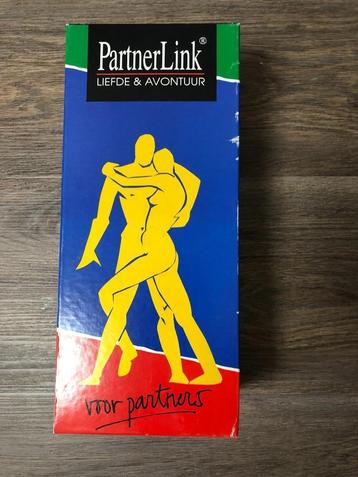 PartnerLink®
LIEFDE & AVONTUUR
voor partners